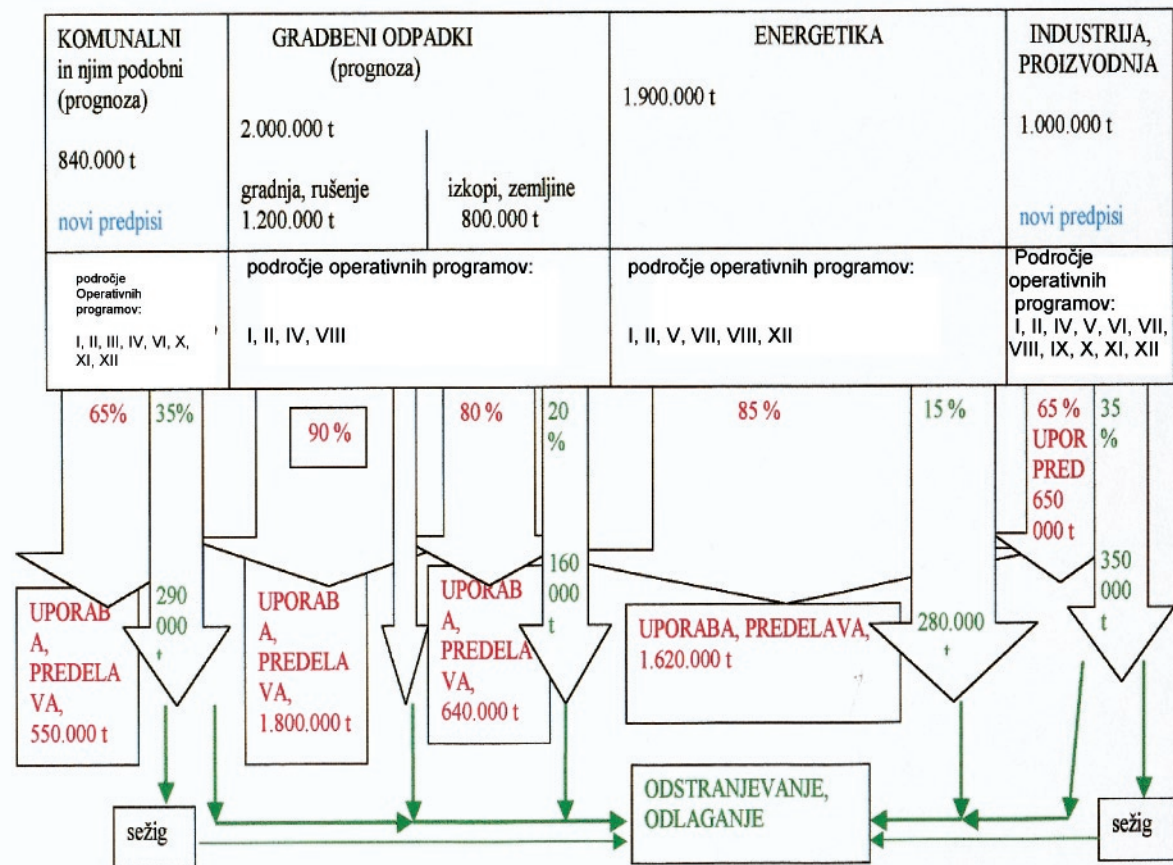 KOMUNALNI
in njim podobni
(prognoza)
840.000 t
novi predpisi
GRADBENI ODPADKI
(prognoza)
2.000.000 t
gradnja, rušenje
1.200.000 t
izkopi, zemljine
800.000 t
ENERGETIKA
1.900.000 t
INDUSTRIJA,
PROIZVODNJA
1.000.000 t
novi predpisi
področje
Operativnih
programov:
I, II, III, IV, VI, X,
XI, XII
področje operativnih programov:
I, II, IV, VIII
področje operativnih programov:
I, II, V, VII, VIII, XII
Področje
operativnih
programov:
I, II, IV, V, VI, VII,
VIII, IX, X, XI, XII
65%
35%
90 %
80 %
20
%
85 %
15 %
65 %
UPOR
PRED
650
000 t
35
%
UPORAB
A,
PREDELA
VA,
550.000 t
290
000
t
UPORAB
A,
PREDELA
VA,
1.800.000 t
UPORAB
A,
PREDELA
VA,
640.000 t
160
000
t
UPORABA, PREDELAVA,
1.620.000 t
280.000
t
350
000
t
sežig
ODSTRANJEVANJE,
ODLAGANJE
sežig